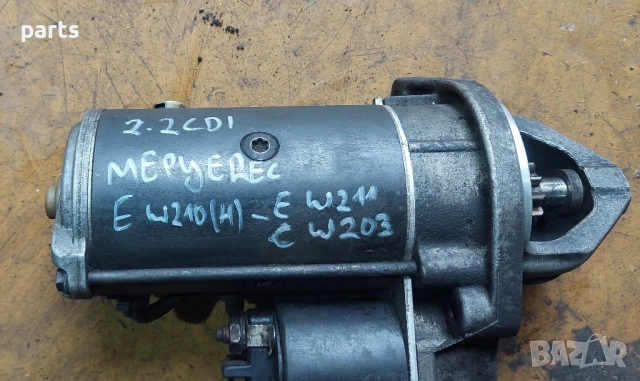 parts
2.2CDI
МЕРЦЕДЕС
E W210(H) - E W211
C W203
BAZAR